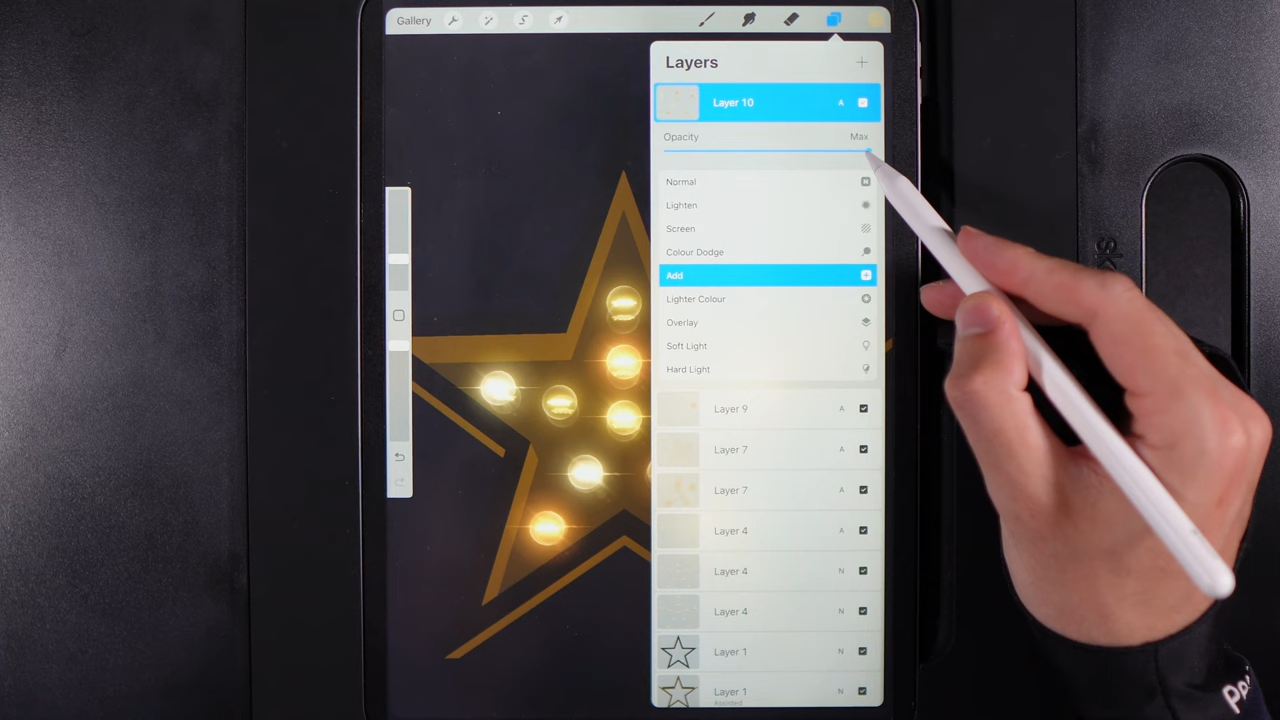 Gallery
Layers
Layer 10 A
Opacity Max
Normal N
Lighten
Screen
Colour Dodge
Add
Lighter Colour
Overlay
Soft Light
Hard Light
Layer 9 A
Layer 7 A
Layer 7 A
Layer 4 A
Layer 4 N
Layer 4 N
Layer 1 N
Layer 1 N